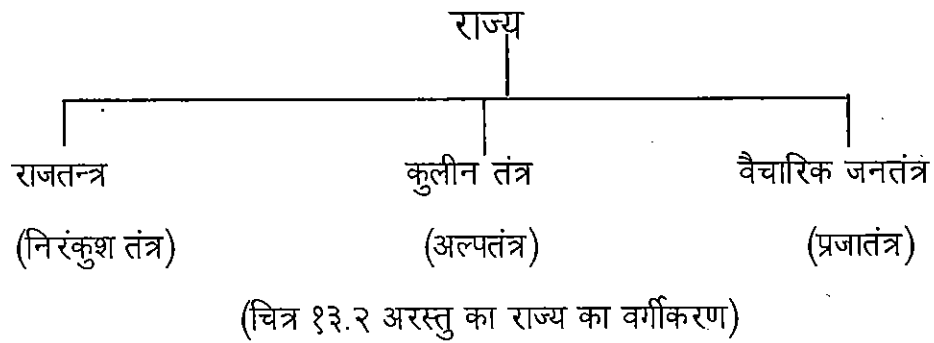 राज्य
राजतन्त्र कुलीन तंत्र वैचारिक जनतंत्र
(निरंकुश तंत्र) (अल्पतंत्र) (प्रजातंत्र)
(चित्र १३.२ अरस्तु का राज्य का वर्गीकरण)